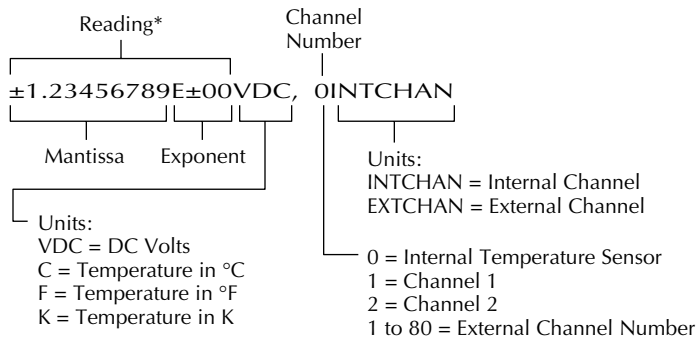 Reading*
Channel
Number
±1.23456789E±00VDC, 0INTCHAN
Mantissa
Exponent
Units:
INTCHAN = Internal Channel
EXTCHAN = External Channel
Units:
VDC = DC Volts
C = Temperature in °C
F = Temperature in °F
K = Temperature in K
0 = Internal Temperature Sensor
1 = Channel 1
2 = Channel 2
1 to 80 = External Channel Number